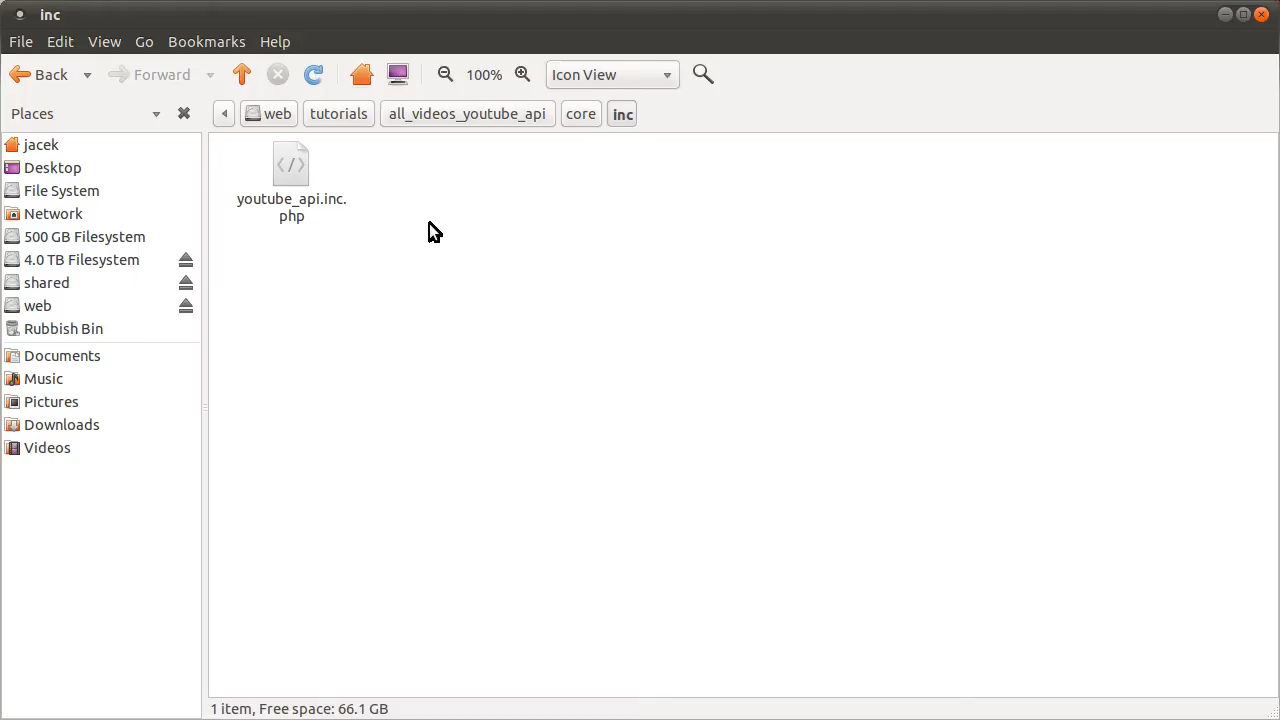 inc
File Edit View Go Bookmarks Help
Back Forward 100% Icon View
Places
web tutorials all_videos_youtube_api core inc
jacek
Desktop
File System
Network
500 GB Filesystem
4.0 TB Filesystem
shared
web
Rubbish Bin
Documents
Music
Pictures
Downloads
Videos
youtube_api.inc.
php
1 item, Free space: 66.1 GB